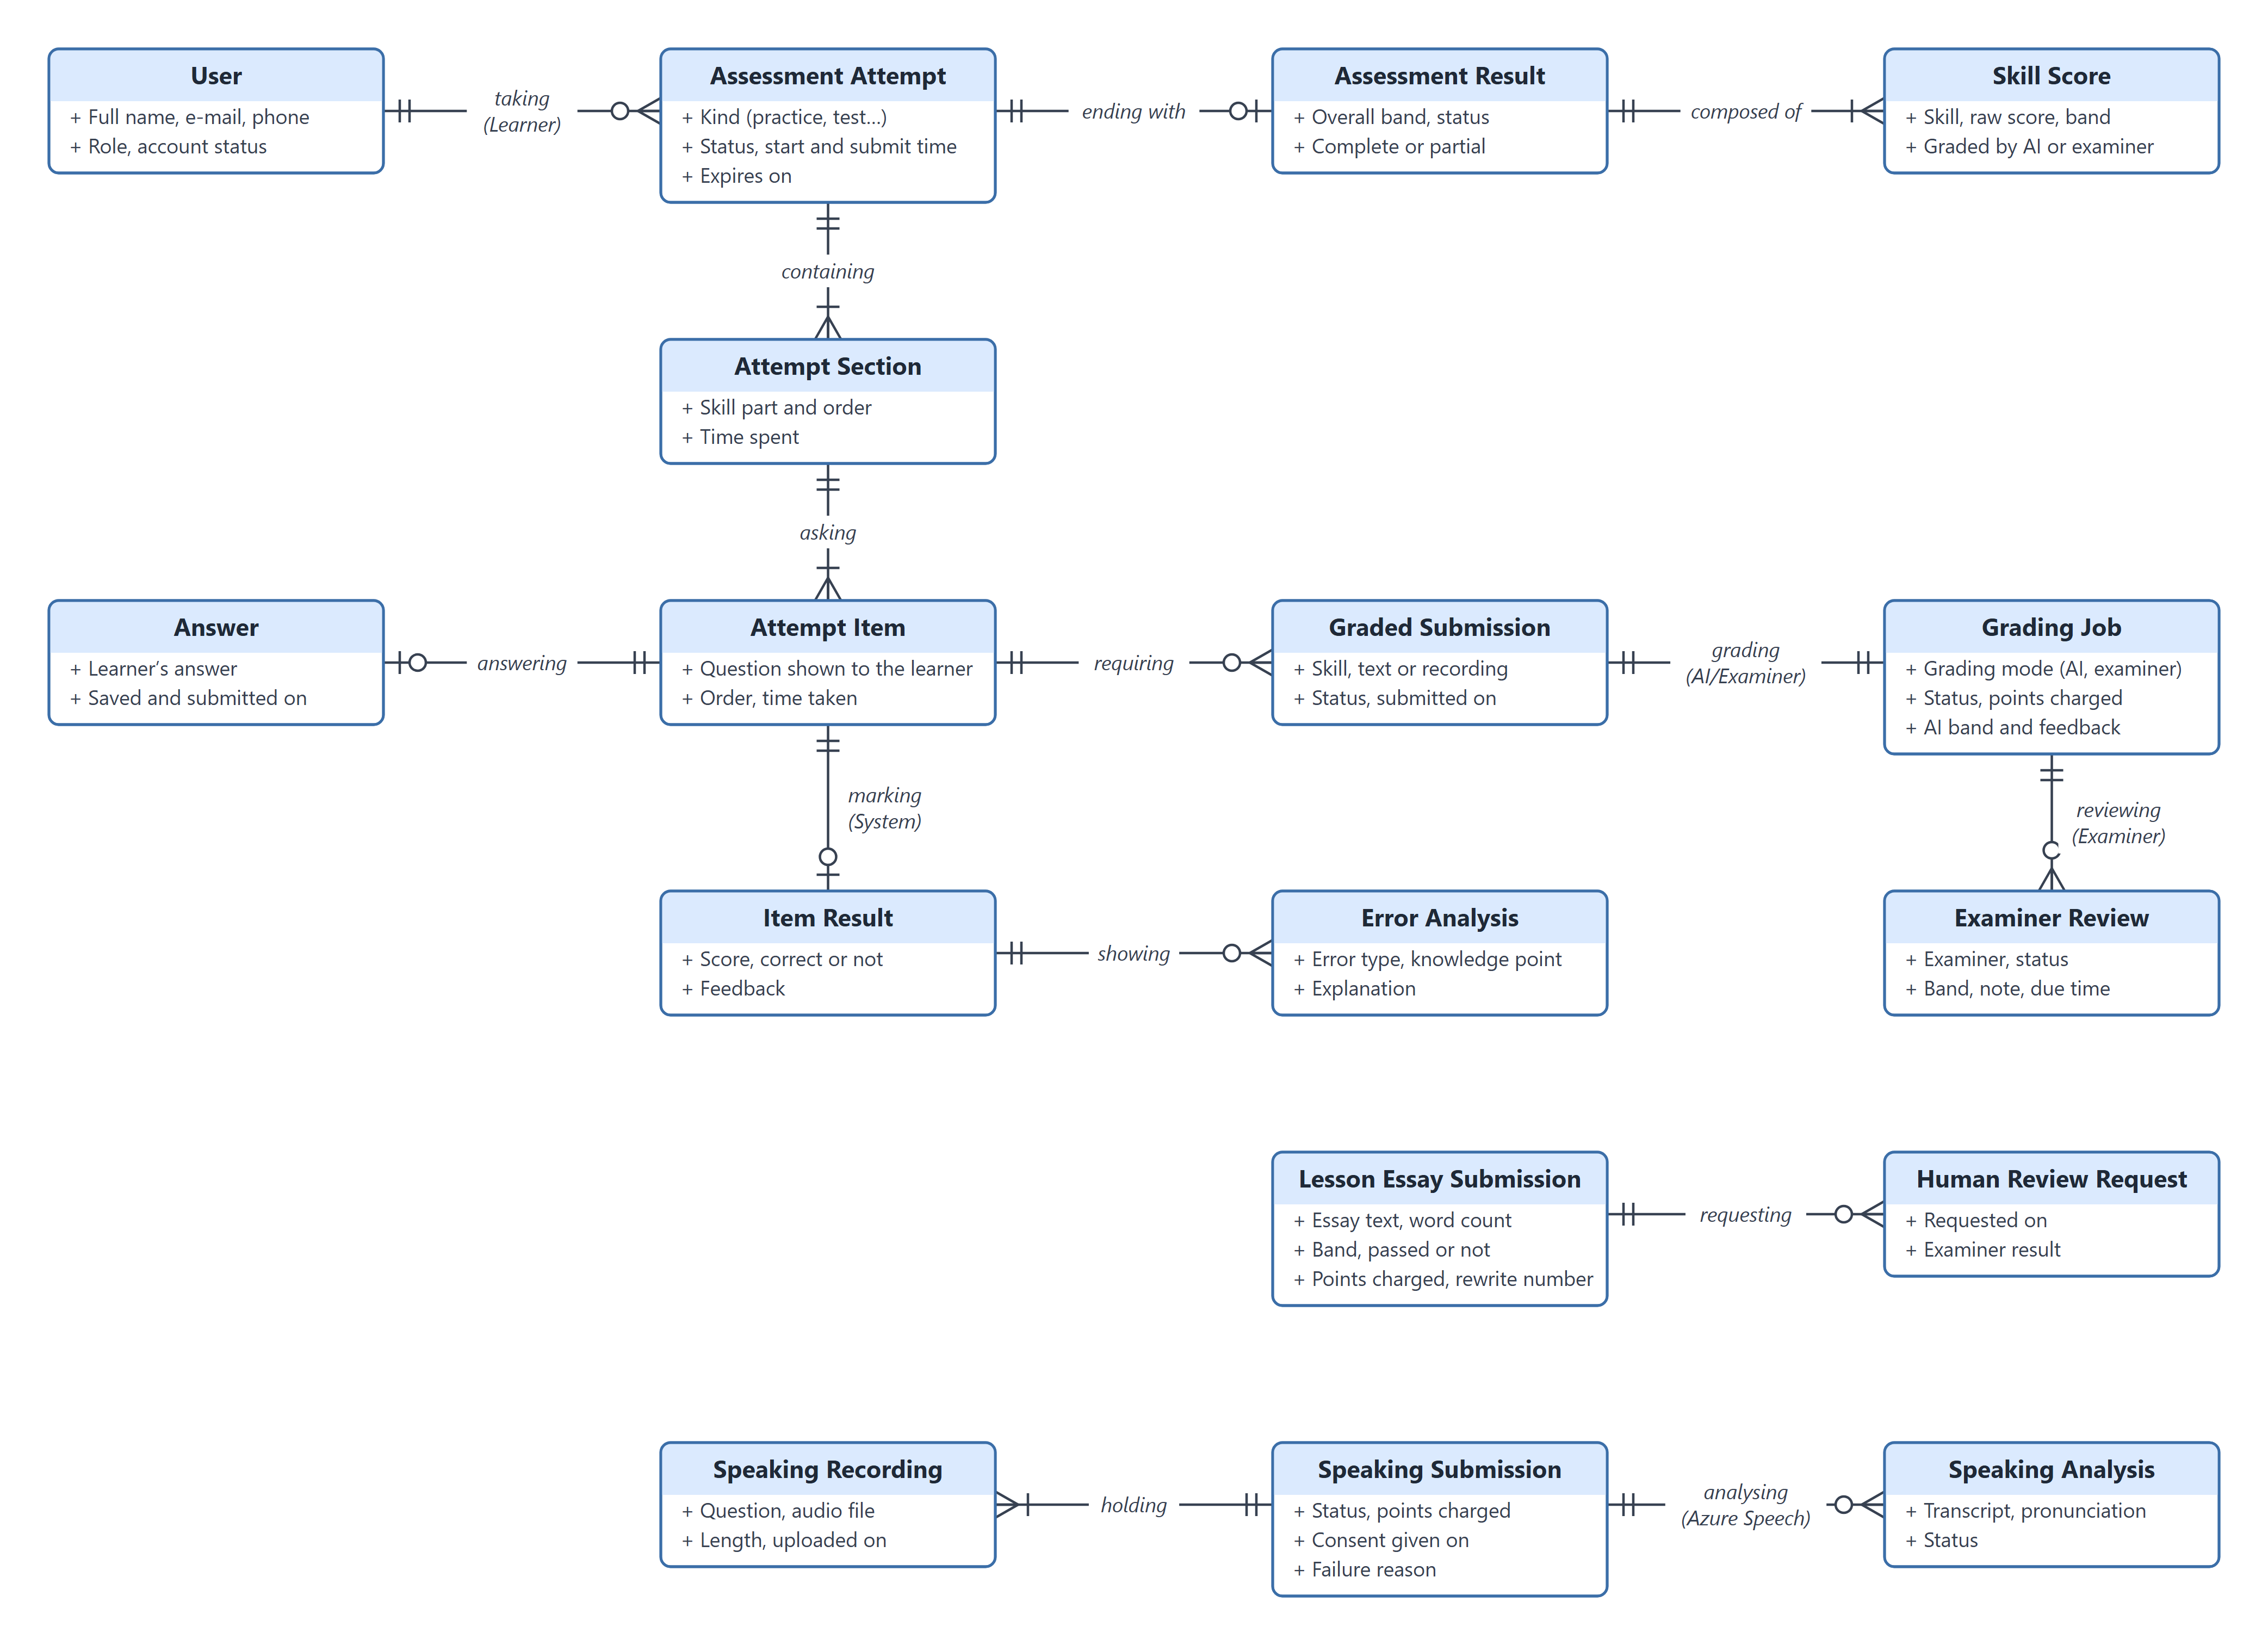 User
+ Full name, e-mail, phone
+ Role, account status
taking
(Learner)
Assessment Attempt
+ Kind (practice, test...)
+ Status, start and submit time
+ Expires on
ending with
Assessment Result
+ Overall band, status
+ Complete or partial
composed of
Skill Score
+ Skill, raw score, band
+ Graded by AI or examiner
containing
Attempt Section
+ Skill part and order
+ Time spent
asking
Answer
+ Learner’s answer
+ Saved and submitted on
answering
Attempt Item
+ Question shown to the learner
+ Order, time taken
requiring
Graded Submission
+ Skill, text or recording
+ Status, submitted on
grading
(AI/Examiner)
Grading Job
+ Grading mode (AI, examiner)
+ Status, points charged
+ AI band and feedback
marking
(System)
reviewing
(Examiner)
Item Result
+ Score, correct or not
+ Feedback
showing
Error Analysis
+ Error type, knowledge point
+ Explanation
Examiner Review
+ Examiner, status
+ Band, note, due time
Lesson Essay Submission
+ Essay text, word count
+ Band, passed or not
+ Points charged, rewrite number
requesting
Human Review Request
+ Requested on
+ Examiner result
Speaking Recording
+ Question, audio file
+ Length, uploaded on
holding
Speaking Submission
+ Status, points charged
+ Consent given on
+ Failure reason
analysing
(Azure Speech)
Speaking Analysis
+ Transcript, pronunciation
+ Status